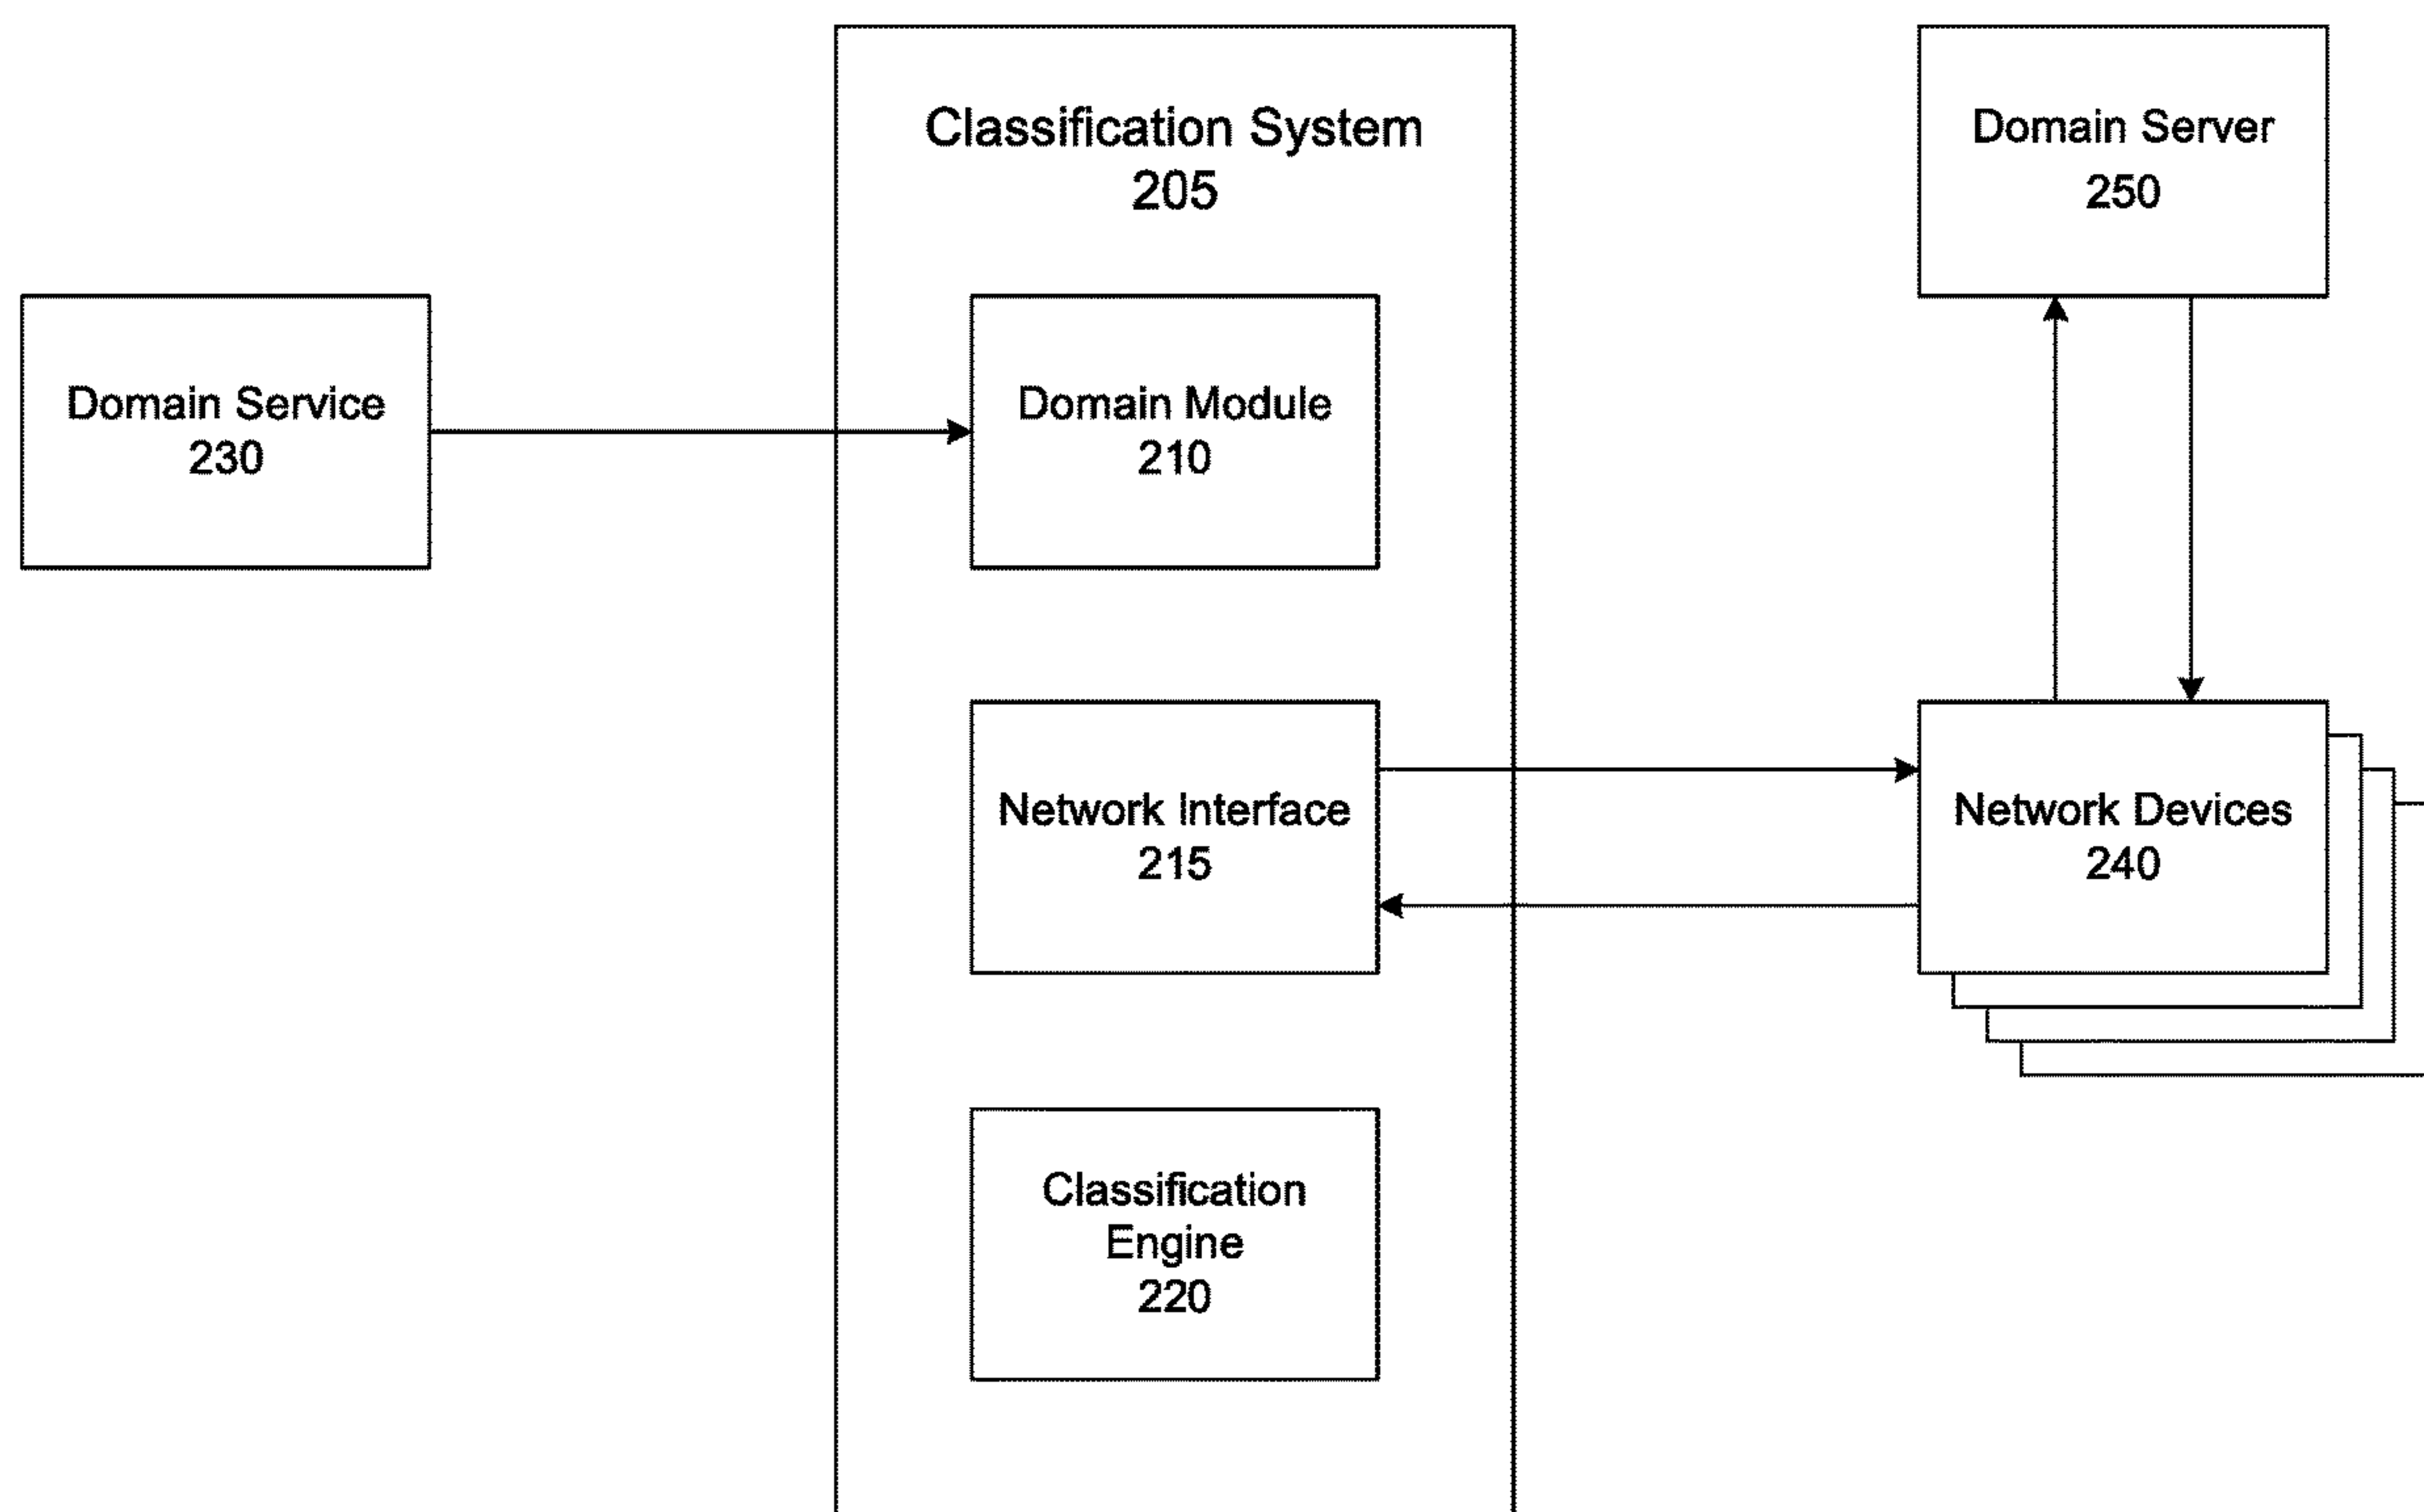 Classification System
205
Domain Server
250
Domain Service
230
Domain Module
210
Network Interface
215
Network Devices
240
Classification
Engine
220